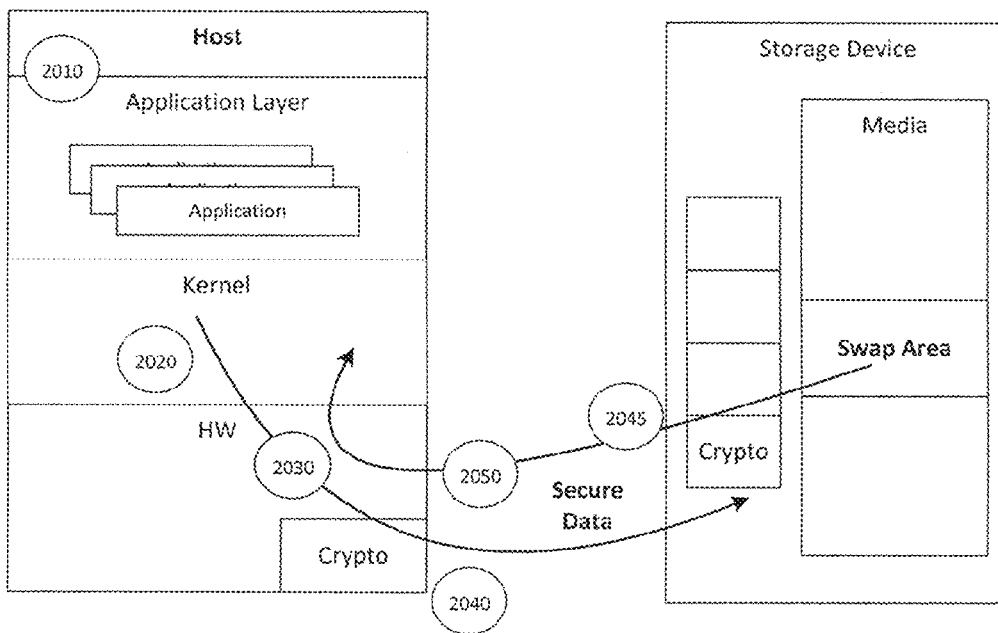 Host
2010
Application Layer
Application
Kernel
2020
HW
2030
Crypto
2040
2050
2045
Secure
Data
Storage Device
Media
Swap Area
Crypto